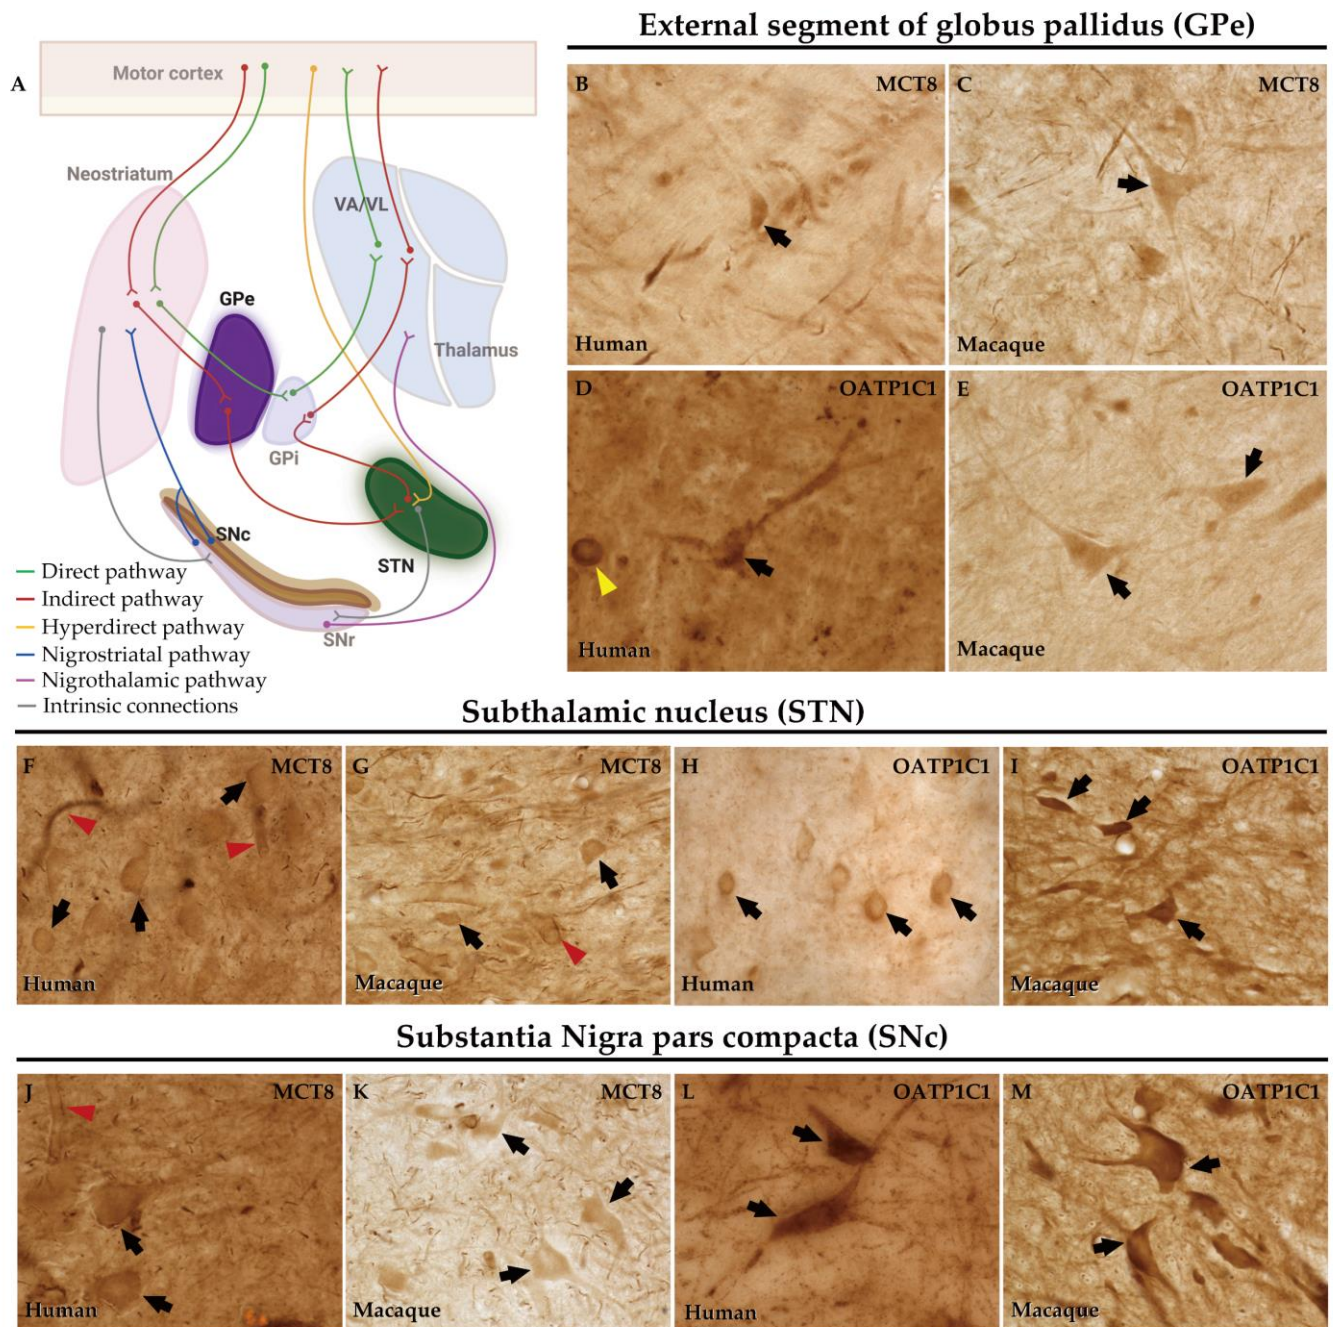 External segment of globus pallidus (GPe)
A
Motor cortex
Neostriatum
VA/VL
GPe
Thalamus
GPi
SNc
STN
SNr
Direct pathway
Indirect pathway
Hyperdirect pathway
Nigrostriatal pathway
Nigrothalamic pathway
Intrinsic connections
B MCT8
Human
C MCT8
Macaque
D OATP1C1
Human
E OATP1C1
Macaque
Subthalamic nucleus (STN)
F MCT8
Human
G MCT8
Macaque
H OATP1C1
Human
I OATP1C1
Macaque
Substantia Nigra pars compacta (SNc)
J MCT8
Human
K MCT8
Macaque
L OATP1C1
Human
M OATP1C1
Macaque